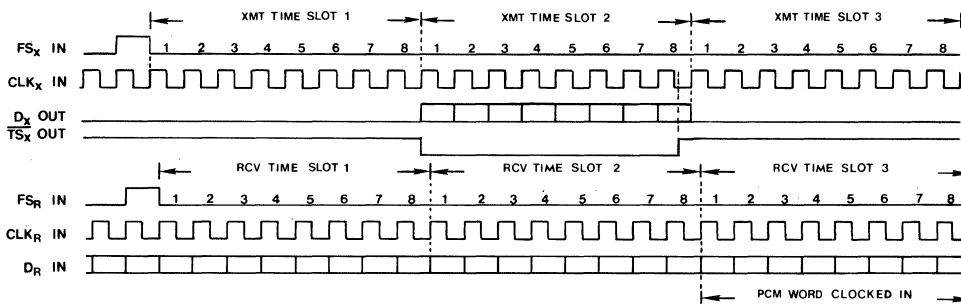 XMT TIME SLOT 1 XMT TIME SLOT 2 XMT TIME SLOT 3
FSX IN 1 2 3 4 5 6 7 8 1 2 3 4 5 6 7 8 1 2 3 4 5 6 7 8
CLKX IN
DX OUT
TSX OUT
RCV TIME SLOT 1 RCV TIME SLOT 2 RCV TIME SLOT 3
FSR IN 1 2 3 4 5 6 7 8 1 2 3 4 5 6 7 8 1 2 3 4 5 6 7 8
CLKR IN
DR IN
PCM WORD CLOCKED IN